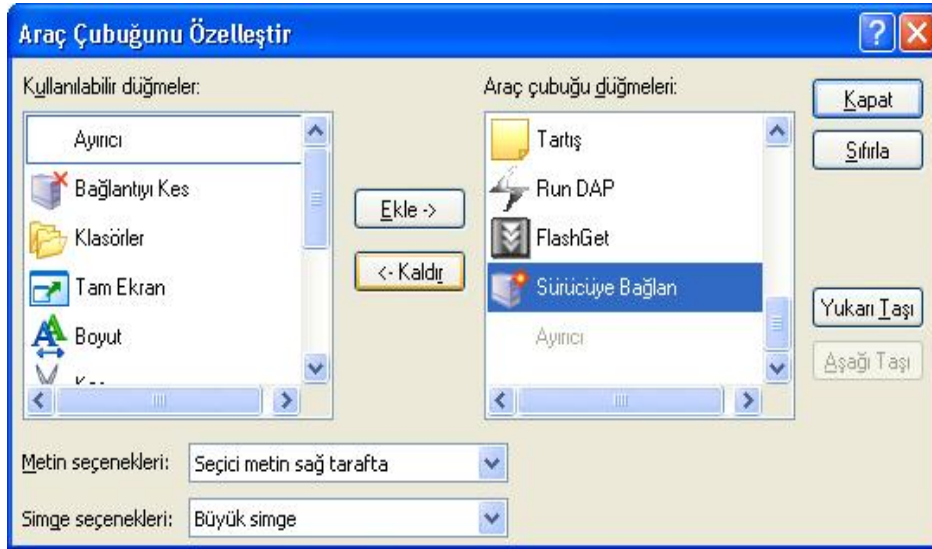 Araç Çubuğunu Özelleştir
Kullanılabilir düğmeler:
Ayırıcı
Bağlantıyı Kes
Klasörler
Tam Ekran
Boyut
Ekle ->
<- Kaldır
Araç çubuğu düğmeleri:
Tartış
Run DAP
FlashGet
Sürücüye Bağlan
Ayırıcı
Kapat
Sıfırla
Yukarı Taşı
Aşağı Taşı
Metin seçenekleri: Seçici metin sağ tarafta
Simge seçenekleri: Büyük simge